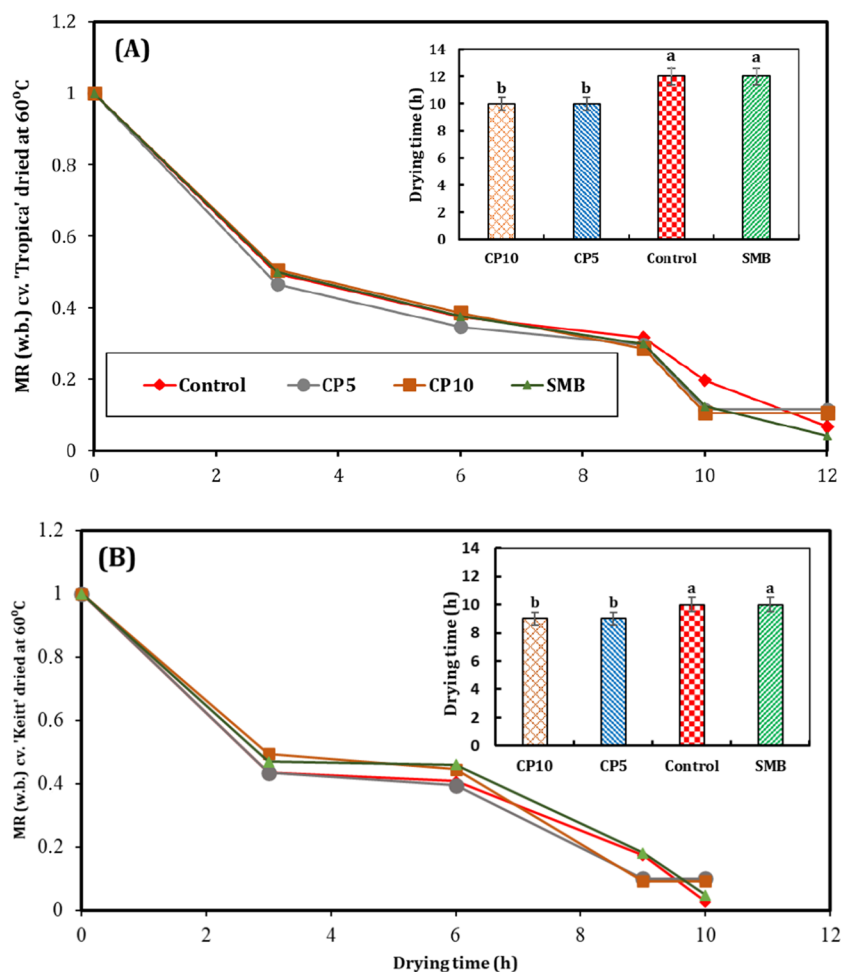 (A)
MR (w.b.) cv. 'Tropica' dried at 60⁰C
1.2
1
0.8
0.6
0.4
0.2
0
0 2 4 6 8 10 12
Control CP5 CP10 SMB
Drying time (h)
14
12
10
8
6
4
2
0
b b a a
CP10 CP5 Control SMB
(B)
MR (w.b.) cv. 'Keitt' dried at 60⁰C
1.2
1
0.8
0.6
0.4
0.2
0
0 2 4 6 8 10 12
Drying time (h)
Drying time (h)
14
12
10
8
6
4
2
0
b b a a
CP10 CP5 Control SMB